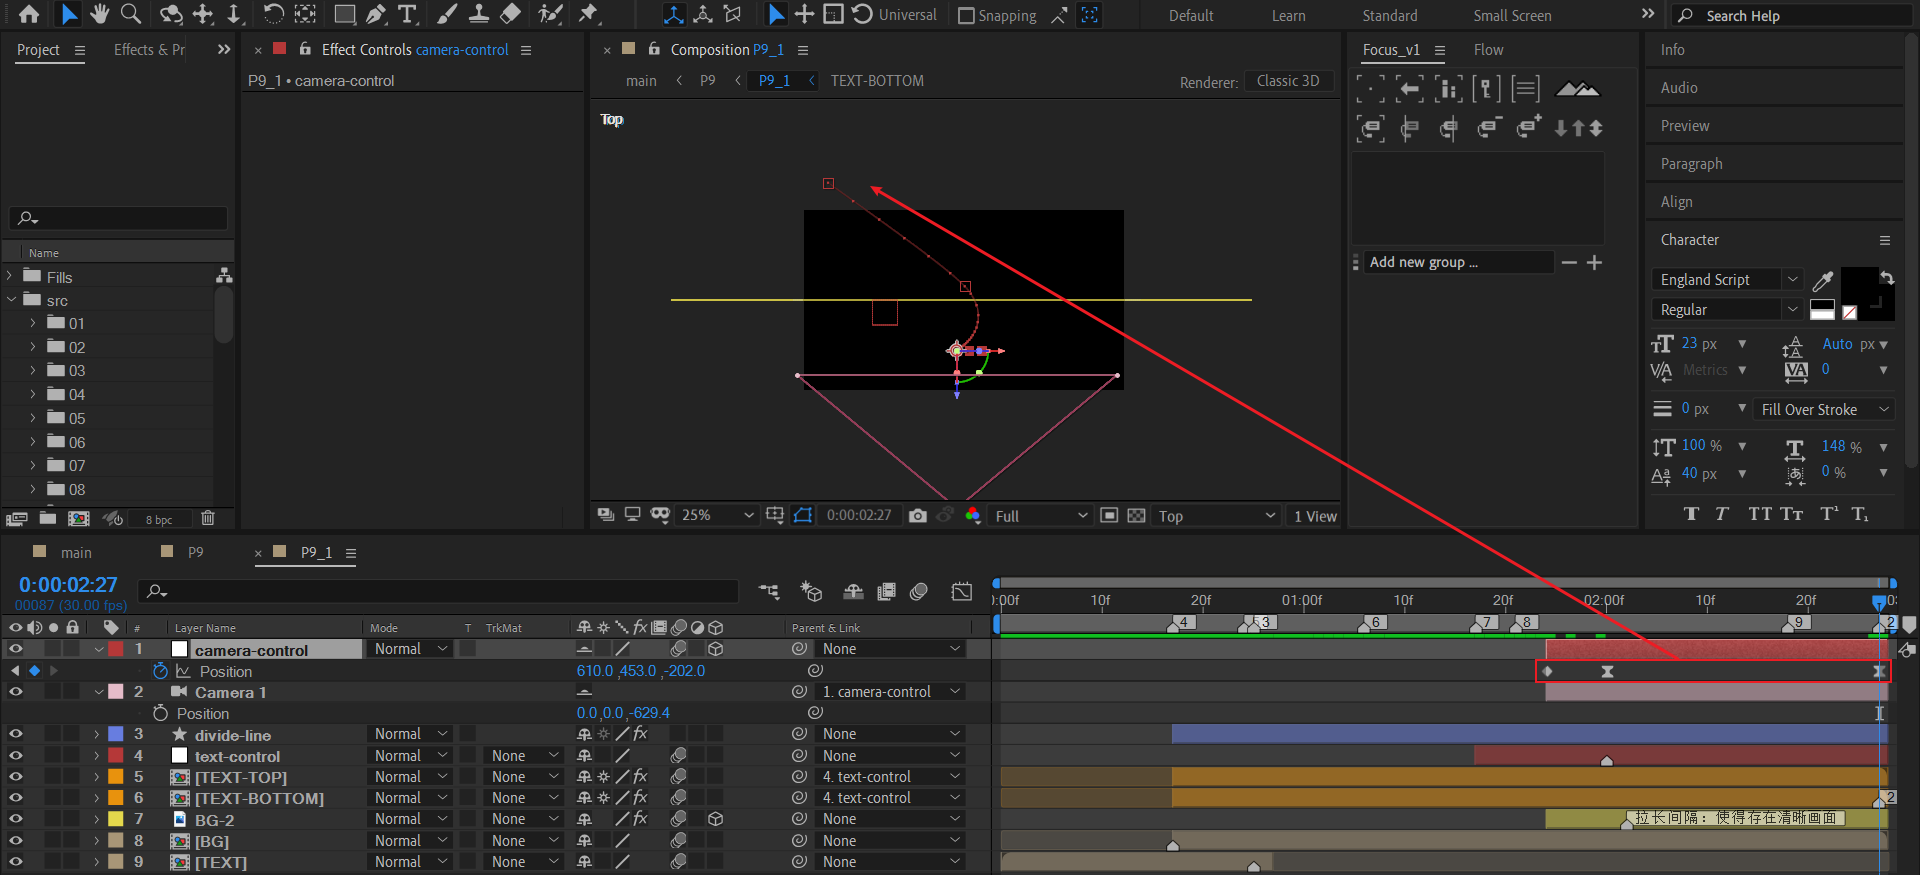 Universal
Snapping
Default
Learn
Standard
Small Screen
Search Help
Project
Effects & Pr
Effect Controls camera-control
Composition P9_1
Focus_v1
Flow
Info
P9_1 • camera-control
main
P9
P9_1
TEXT-BOTTOM
Renderer:
Classic 3D
Audio
Top
Preview
Paragraph
Align
Name
Character
Fills
src
01
02
03
04
05
06
07
08
Add new group ...
England Script
Regular
23 px
Auto px
Metrics
0
0 px
Fill Over Stroke
100 %
148 %
40 px
0 %
8 bpc
25%
0:00:02:27
Full
Top
1 View
main
P9
P9_1
0:00:02:27
00087 (30.00 fps)
):00f
10f
20f
01:00f
10f
20f
02:00f
10f
20f
03
4
3
6
7
8
9
2
#
Layer Name
Mode
T
TrkMat
Parent & Link
1
camera-control
Normal
None
Position
610.0 ,453.0 ,-202.0
2
Camera 1
1. camera-control
Position
0.0 ,0.0 ,-629.4
3
divide-line
Normal
None
4
text-control
Normal
None
None
5
[TEXT-TOP]
Normal
None
4. text-control
6
[TEXT-BOTTOM]
Normal
None
4. text-control
2
7
BG-2
Normal
None
None
拉长间隔：使得存在清晰画面
8
[BG]
Normal
None
None
9
[TEXT]
Normal
None
None